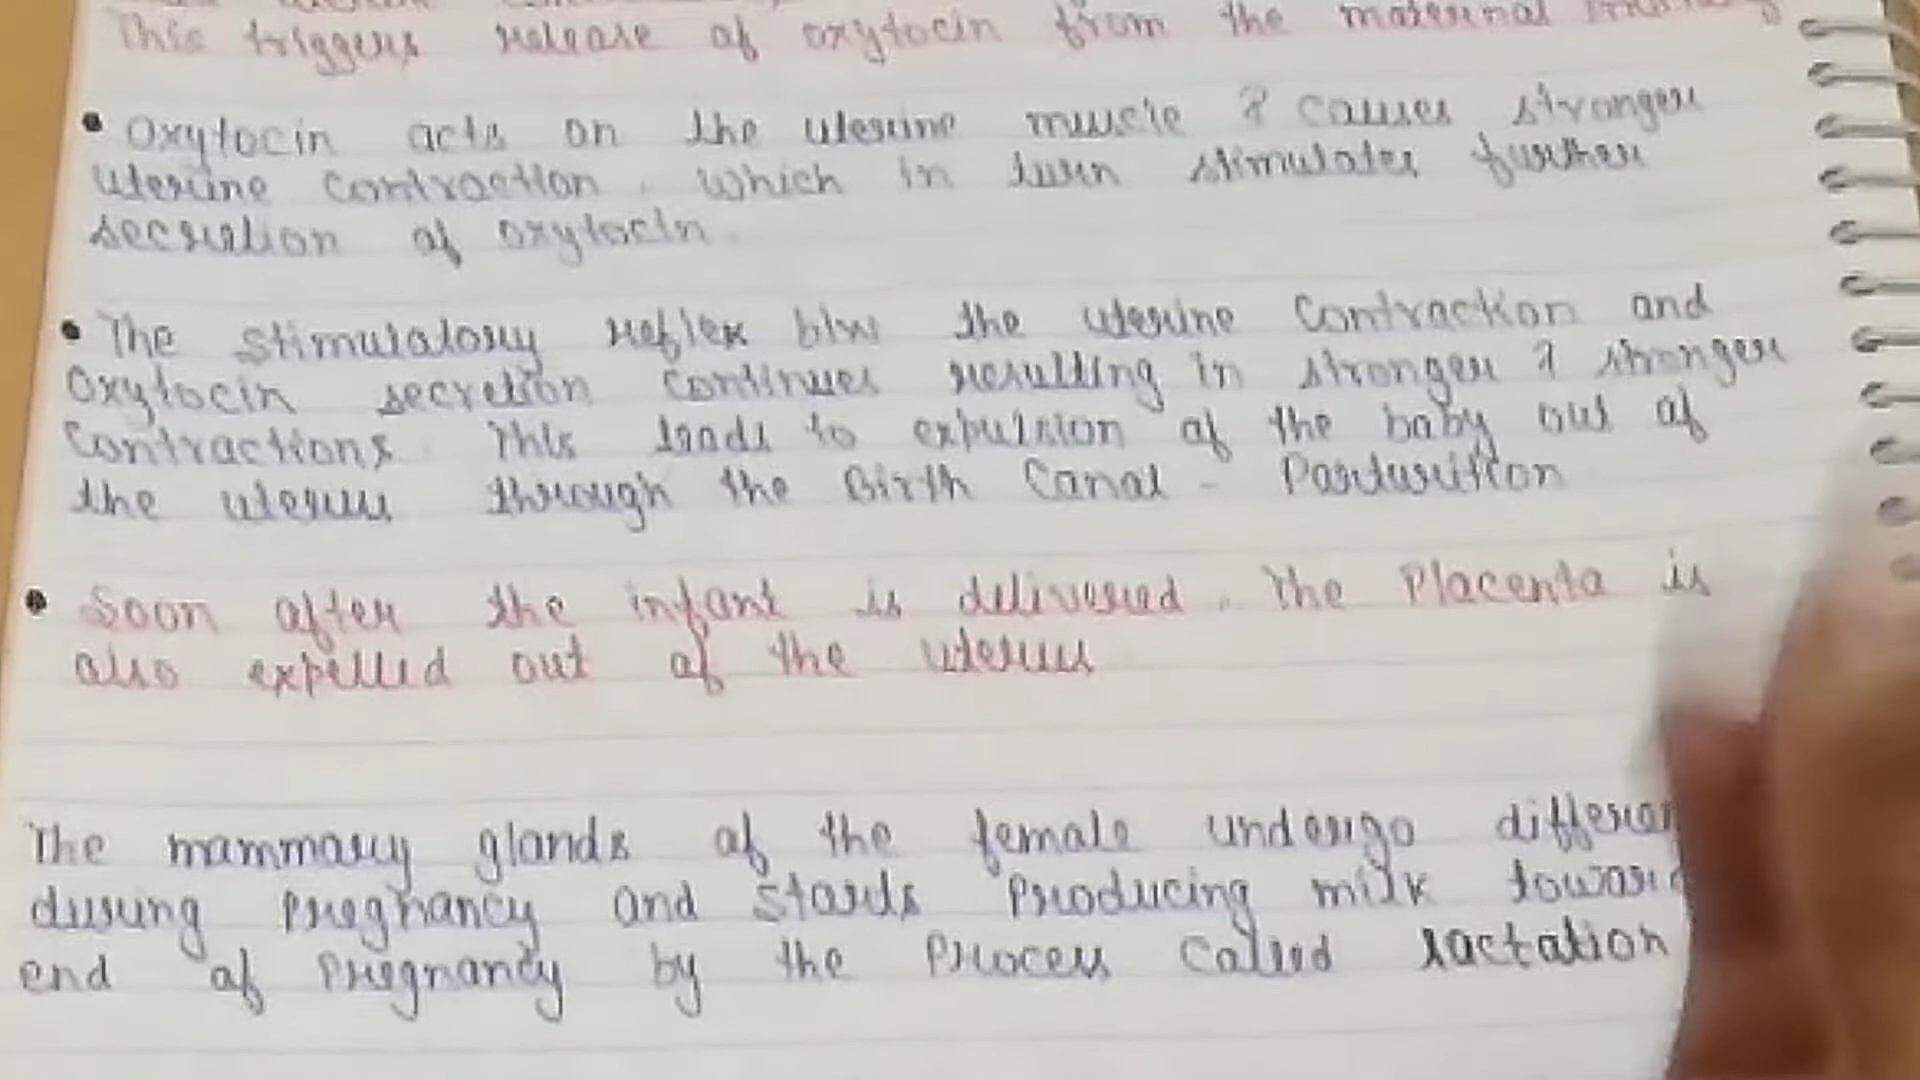 This triggers release of oxytocin from the maternal
• Oxytocin acts on the uterine muscle & causes stronger
uterine contraction, which in turn stimulates further
secretion of oxytocin.
• The stimulatory reflex b/w the uterine Contraction and
Oxytocin secretion continues resulting in stronger & stronger
Contractions. This leads to expulsion of the baby out of
the uterus through the Birth Canal - Parturition
• Soon after the infant is delivered, the Placenta is
also expelled out of the uterus
The mammary glands of the female undergo
during pregnancy and starts Producing milk
end of Pregnancy by the Process Called lactation